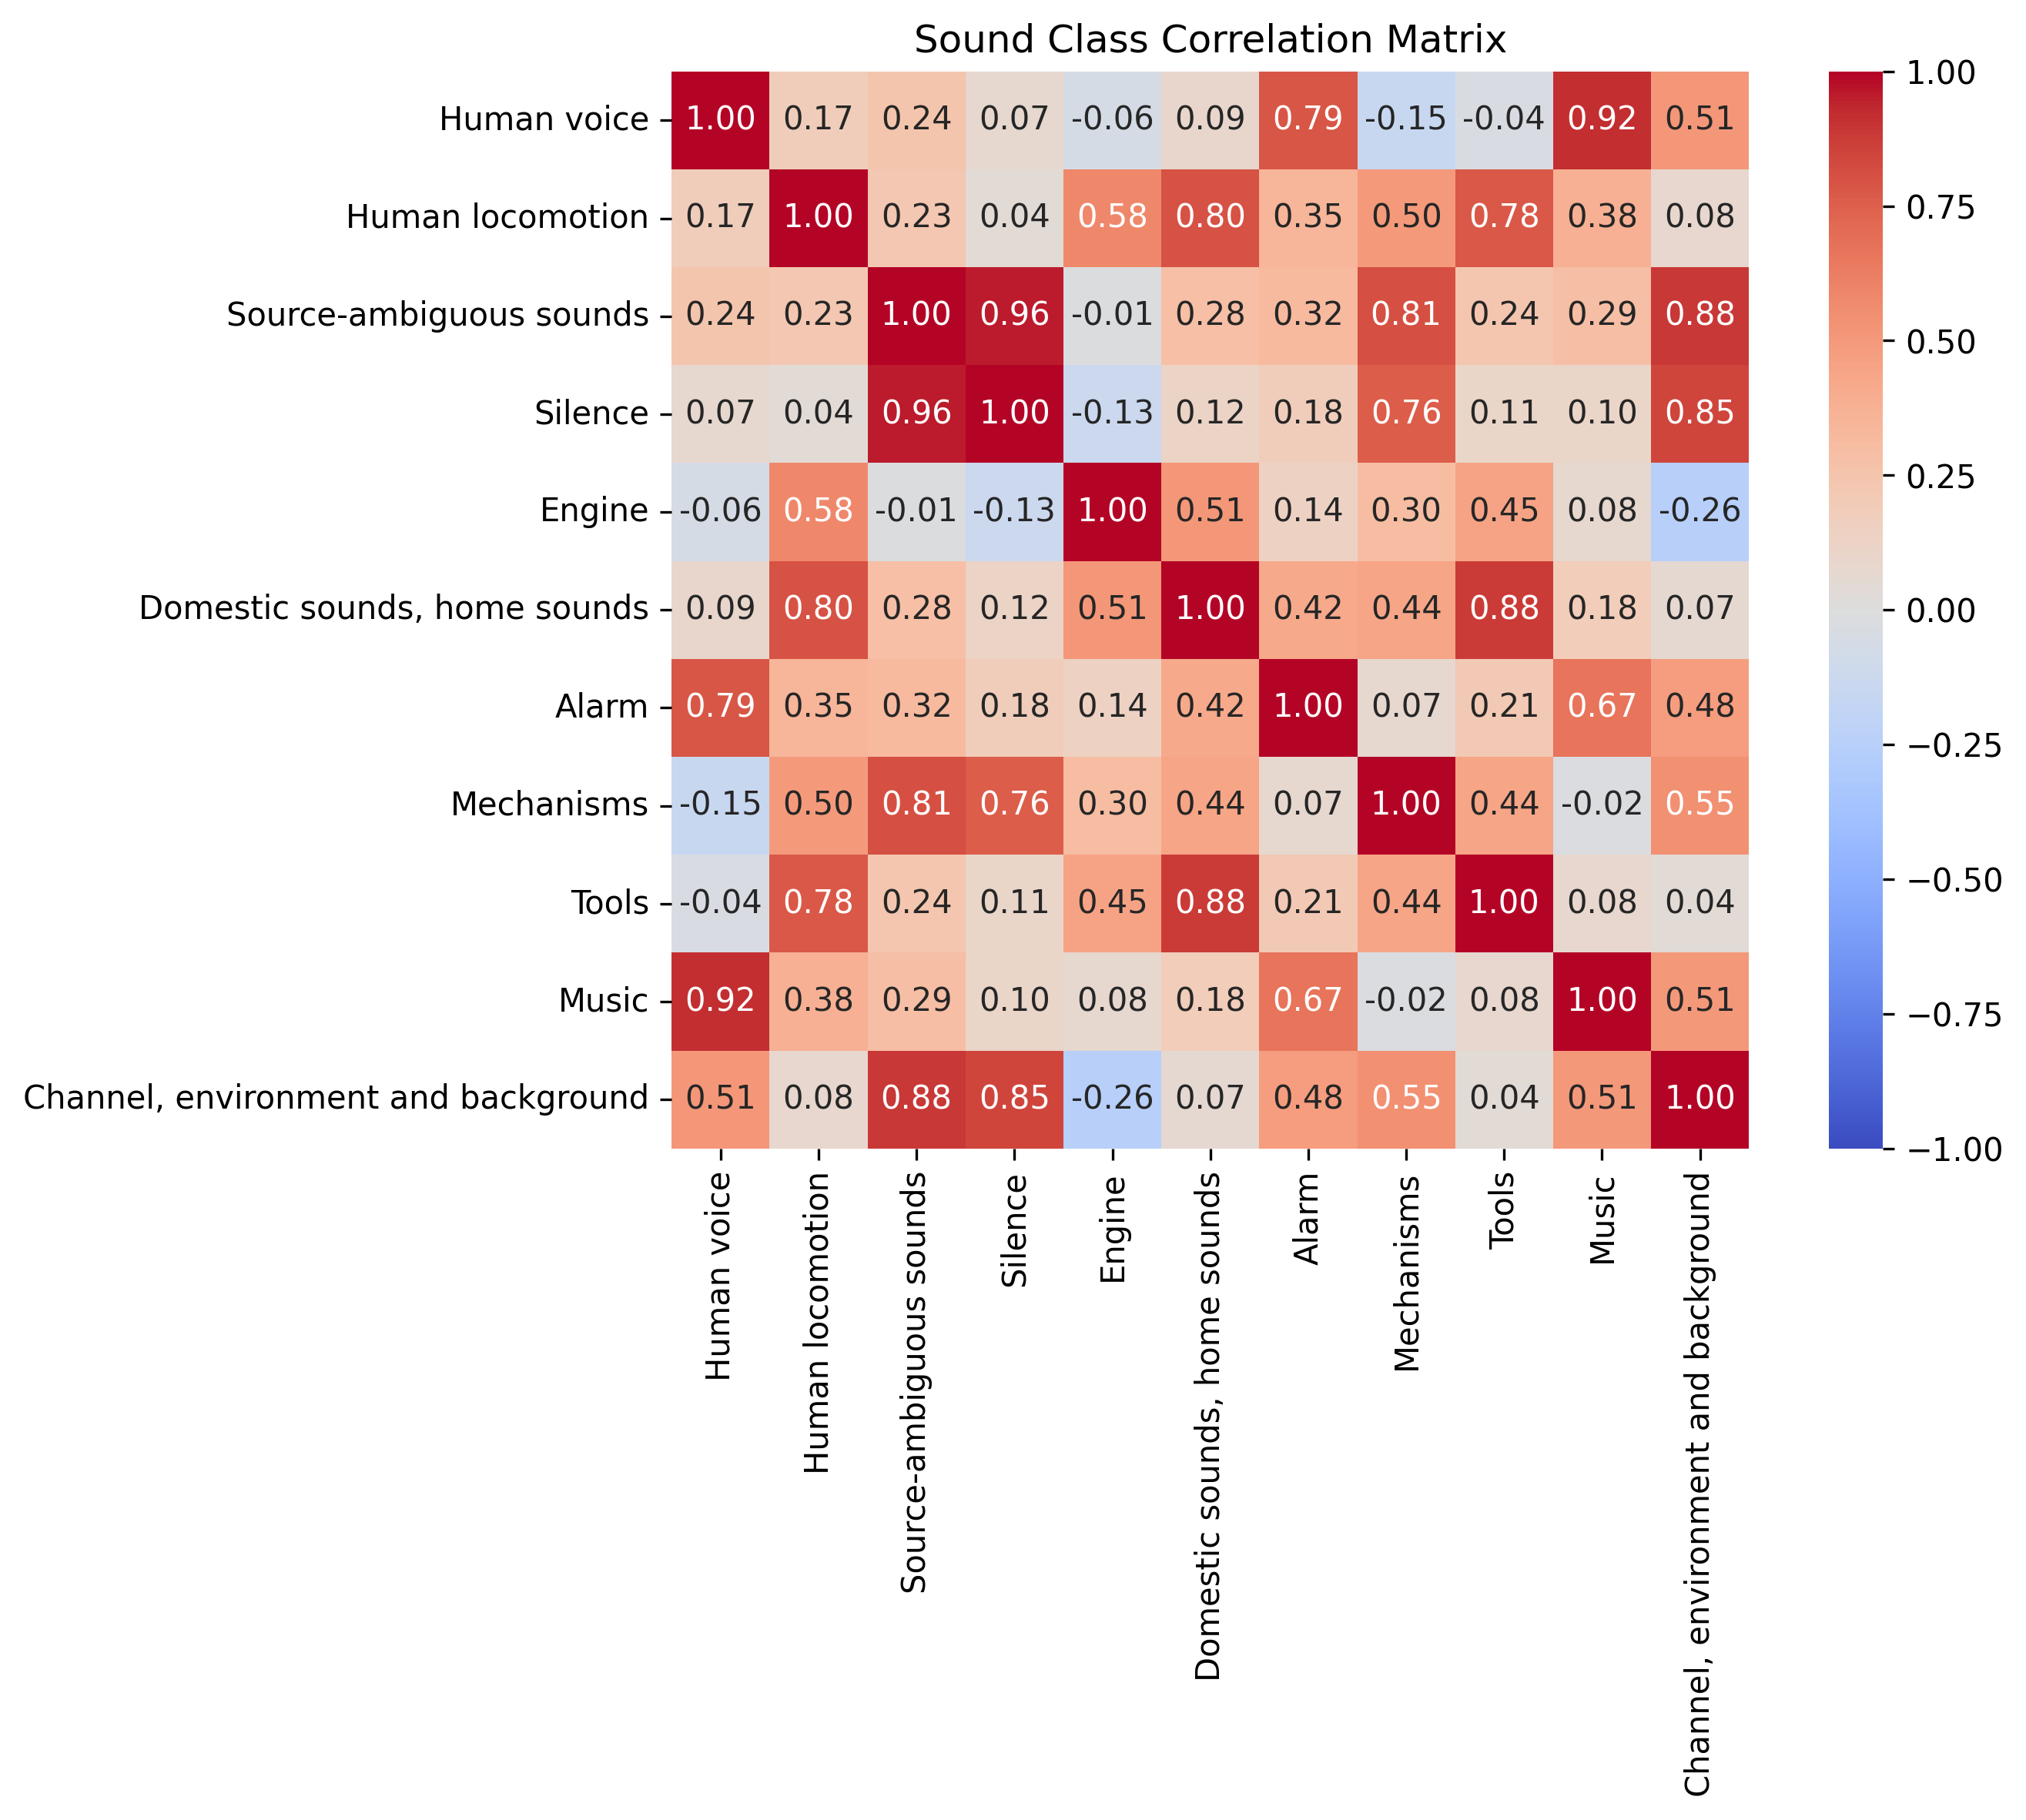 Sound Class Correlation Matrix
Human voice 1.00 0.17 0.24 0.07 -0.06 0.09 0.79 -0.15 -0.04 0.92 0.51
Human locomotion 0.17 1.00 0.23 0.04 0.58 0.80 0.35 0.50 0.78 0.38 0.08
Source-ambiguous sounds 0.24 0.23 1.00 0.96 -0.01 0.28 0.32 0.81 0.24 0.29 0.88
Silence 0.07 0.04 0.96 1.00 -0.13 0.12 0.18 0.76 0.11 0.10 0.85
Engine -0.06 0.58 -0.01 -0.13 1.00 0.51 0.14 0.30 0.45 0.08 -0.26
Domestic sounds, home sounds 0.09 0.80 0.28 0.12 0.51 1.00 0.42 0.44 0.88 0.18 0.07
Alarm 0.79 0.35 0.32 0.18 0.14 0.42 1.00 0.07 0.21 0.67 0.48
Mechanisms -0.15 0.50 0.81 0.76 0.30 0.44 0.07 1.00 0.44 -0.02 0.55
Tools -0.04 0.78 0.24 0.11 0.45 0.88 0.21 0.44 1.00 0.08 0.04
Music 0.92 0.38 0.29 0.10 0.08 0.18 0.67 -0.02 0.08 1.00 0.51
Channel, environment and background 0.51 0.08 0.88 0.85 -0.26 0.07 0.48 0.55 0.04 0.51 1.00
Human voice
Human locomotion
Source-ambiguous sounds
Silence
Engine
Domestic sounds, home sounds
Alarm
Mechanisms
Tools
Music
Channel, environment and background
1.00
0.75
0.50
0.25
0.00
−0.25
−0.50
−0.75
−1.00